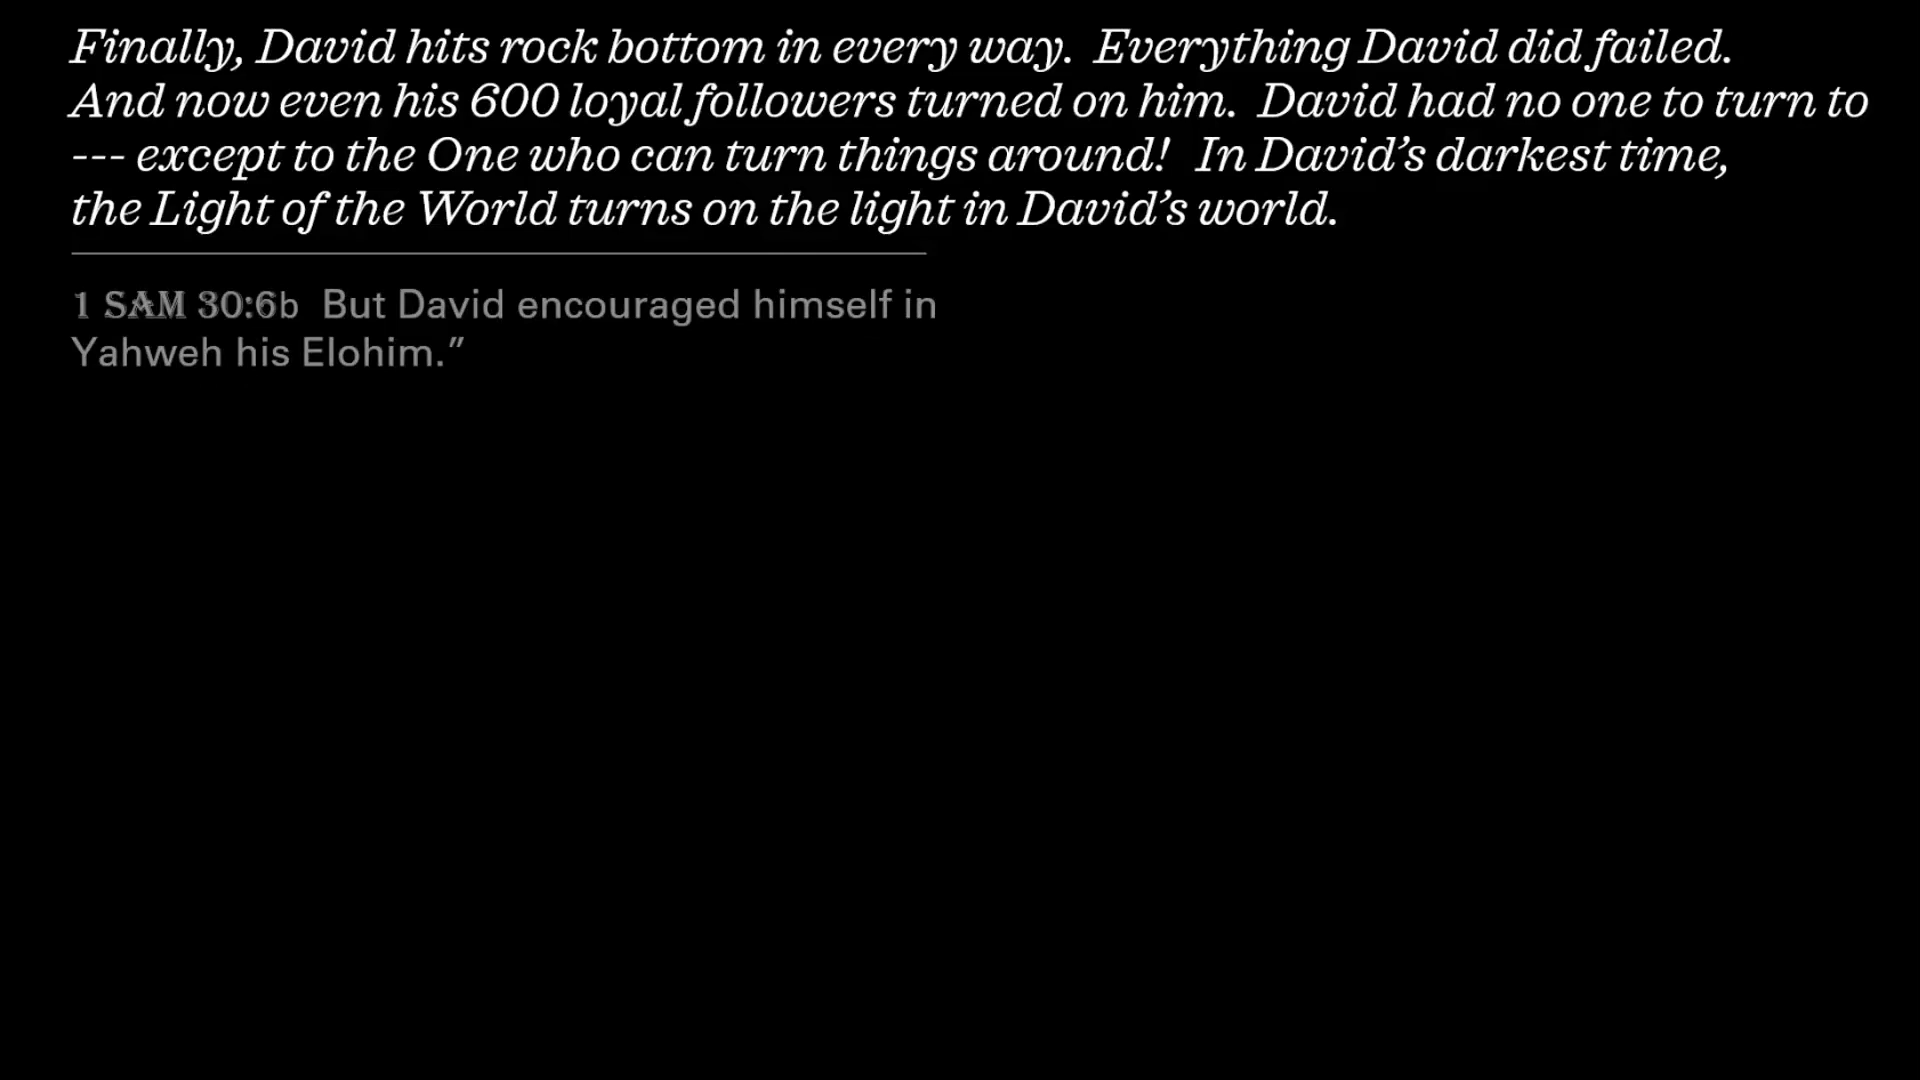 Finally, David hits rock bottom in every way.  Everything David did failed.
And now even his 600 loyal followers turned on him.  David had no one to turn to
--- except to the One who can turn things around!   In David’s darkest time,
the Light of the World turns on the light in David’s world.
1 SAM 30:6b  But David encouraged himself in
Yahweh his Elohim.”